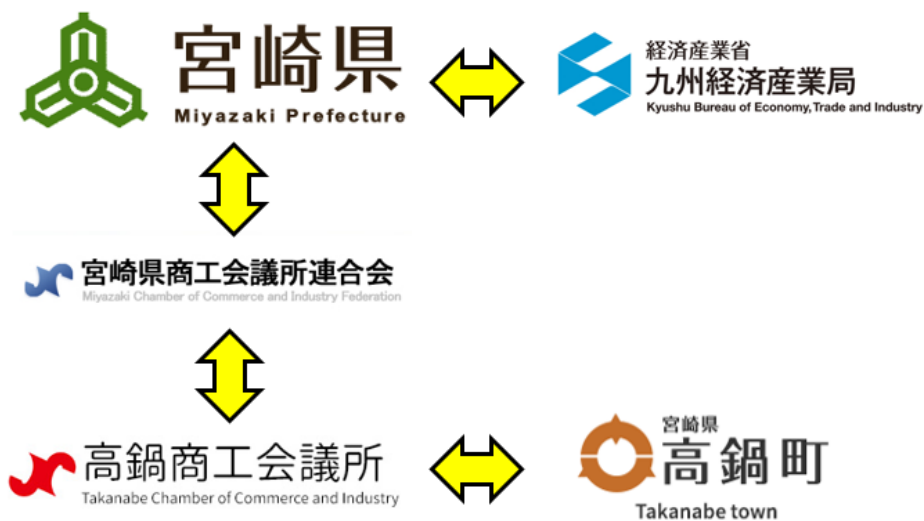 宮崎県
Miyazaki Prefecture
経済産業省
九州経済産業局
Kyushu Bureau of Economy, Trade and Industry
宮崎県商工会議所連合会
Miyazaki Chamber of Commerce and Industry Federation
高鍋商工会議所
Takanabe Chamber of Commerce and Industry
宮崎県
高鍋町
Takanabe town